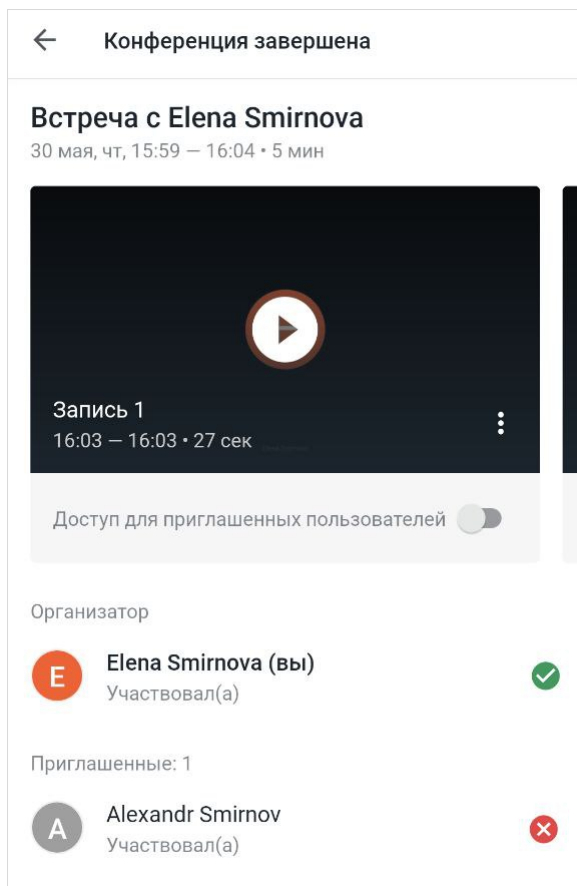 Конференция завершена
Встреча с Elena Smirnova
30 мая, чт, 15:59 — 16:04 • 5 мин
Запись 1
16:03 — 16:03 • 27 сек
Доступ для приглашенных пользователей
Организатор
E
Elena Smirnova (вы)
Участвовал(а)
Приглашенные: 1
A
Alexandr Smirnov
Участвовал(а)